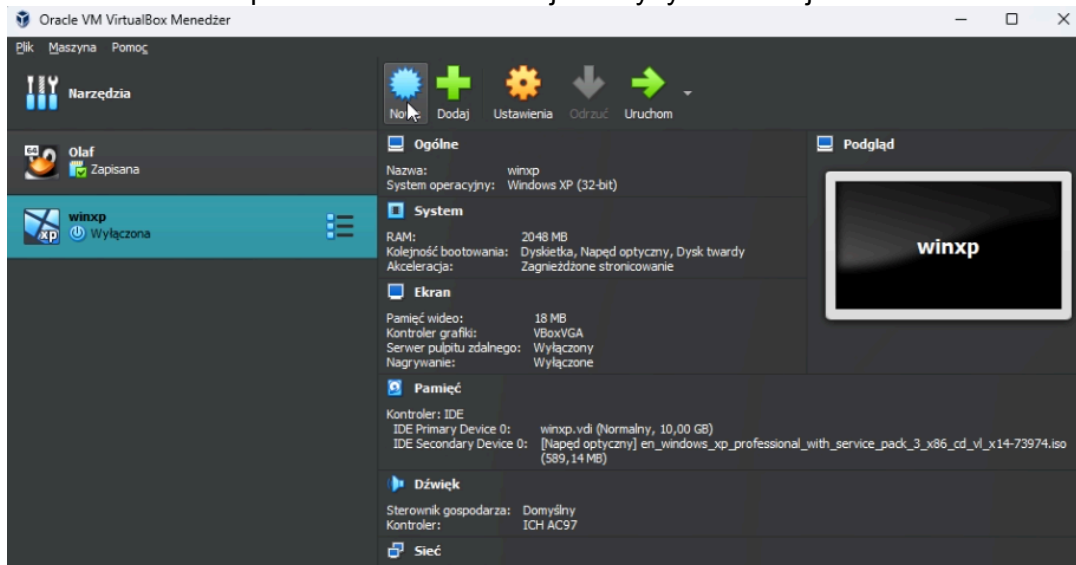 Oracle VM VirtualBox Menedżer
Plik Maszyna Pomoc
Narzędzia
Dodaj Ustawienia Odrzuć Uruchom
64 Olaf
Zapisana
winxp
xp Wyłączona
Ogólne
Nazwa: winxp
System operacyjny: Windows XP (32-bit)
System
RAM: 2048 MB
Kolejność bootowania: Dyskietka, Napęd optyczny, Dysk twardy
Akceleracja: Zagnieżdżone stronicowanie
Ekran
Pamięć wideo: 18 MB
Kontroler grafiki: VBoxVGA
Serwer pulpitu zdalnego: Wyłączony
Nagrywanie: Wyłączone
Pamięć
Kontroler: IDE
IDE Primary Device 0: winxp.vdi (Normalny, 10,00 GB)
IDE Secondary Device 0: [Napęd optyczny] en_windows_xp_professional_with_service_pack_3_x86_cd_vl_x14-73974.iso
(589,14 MB)
Dźwięk
Sterownik gospodarza: Domyślny
Kontroler: ICH AC97
Sieć
Podgląd
winxp